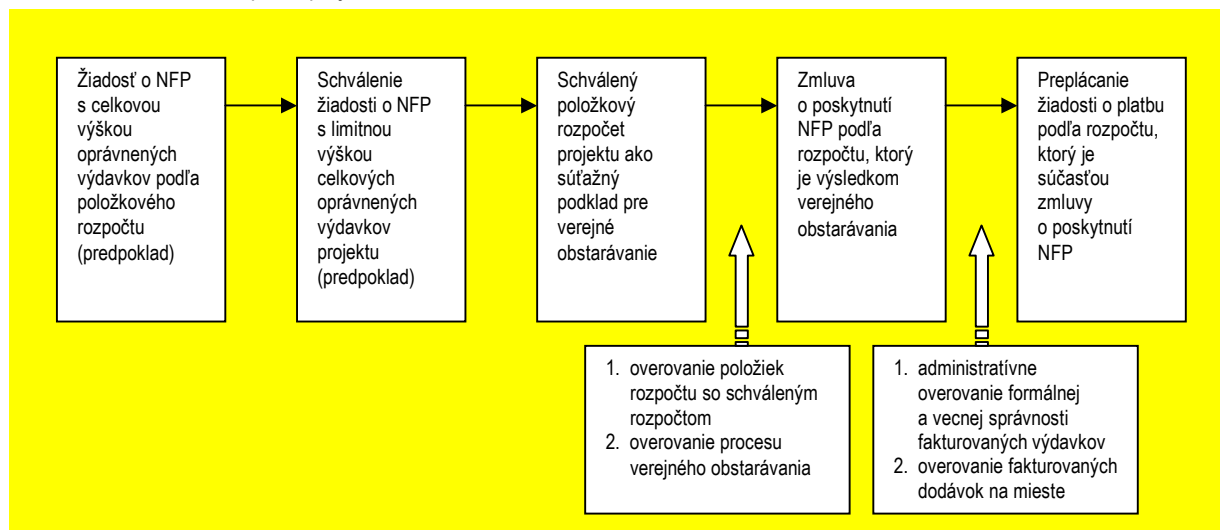 Žiadosť o NFP
s celkovou
výškou
oprávnených
výdavkov podľa
položkového
rozpočtu
(predpoklad)
Schválenie
žiadosti o NFP
s limitnou
výškou
celkových
oprávnených
výdavkov
projektu
(predpoklad)
Schválený
položkový
rozpočet
projektu ako
súťažný
podklad pre
verejné
obstarávanie
Zmluva
o poskytnutí
NFP podľa
rozpočtu, ktorý
je výsledkom
verejného
obstarávania
Preplácanie
žiadosti o platbu
podľa rozpočtu,
ktorý je
súčasťou
zmluvy
o poskytnutí
NFP
1. overovanie položiek
rozpočtu so schváleným
rozpočtom
2. overovanie procesu
verejného obstarávania
1. administratívne
overovanie formálnej
a vecnej správnosti
fakturovaných výdavkov
2. overovanie fakturovaných
dodávok na mieste